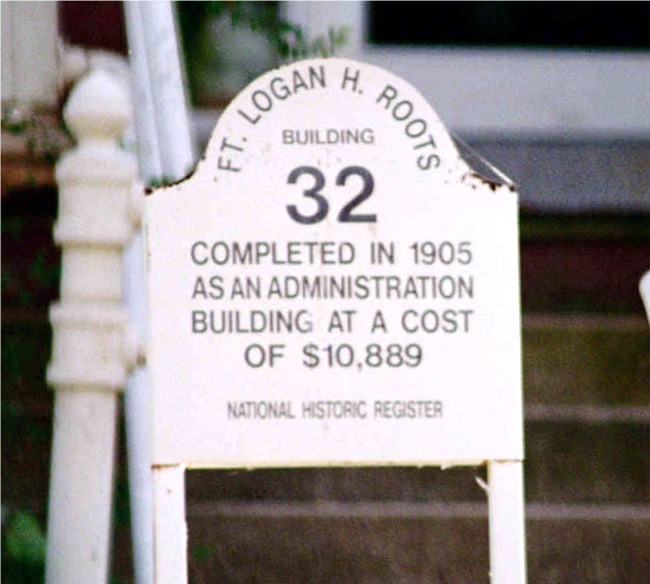 FT. LOGAN H. ROOTS
BUILDING
32
COMPLETED IN 1905
AS AN ADMINISTRATION
BUILDING AT A COST
OF $10,889
NATIONAL HISTORIC REGISTER